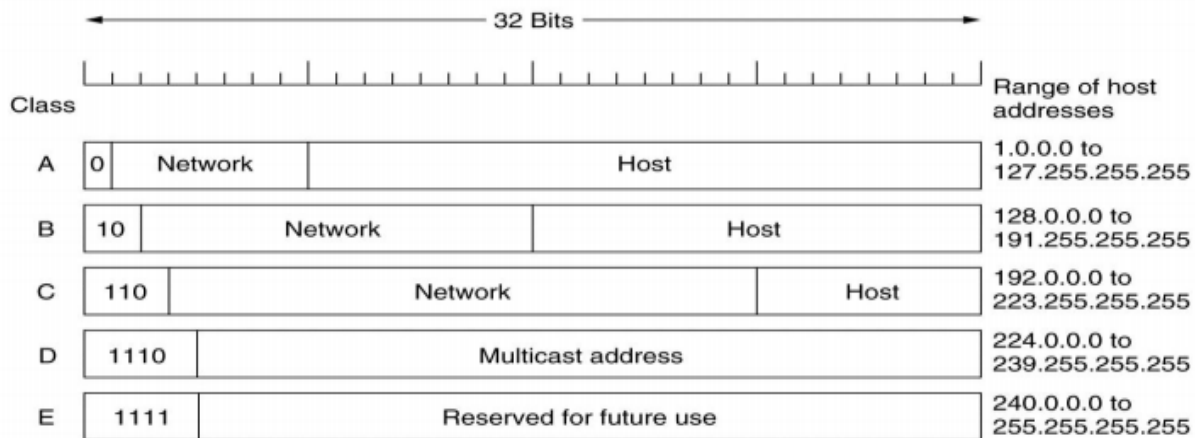 32 Bits
Range of host
addresses
Class
A 0 Network Host 1.0.0.0 to
127.255.255.255
B 10 Network Host 128.0.0.0 to
191.255.255.255
C 110 Network Host 192.0.0.0 to
223.255.255.255
D 1110 Multicast address 224.0.0.0 to
239.255.255.255
E 1111 Reserved for future use 240.0.0.0 to
255.255.255.255